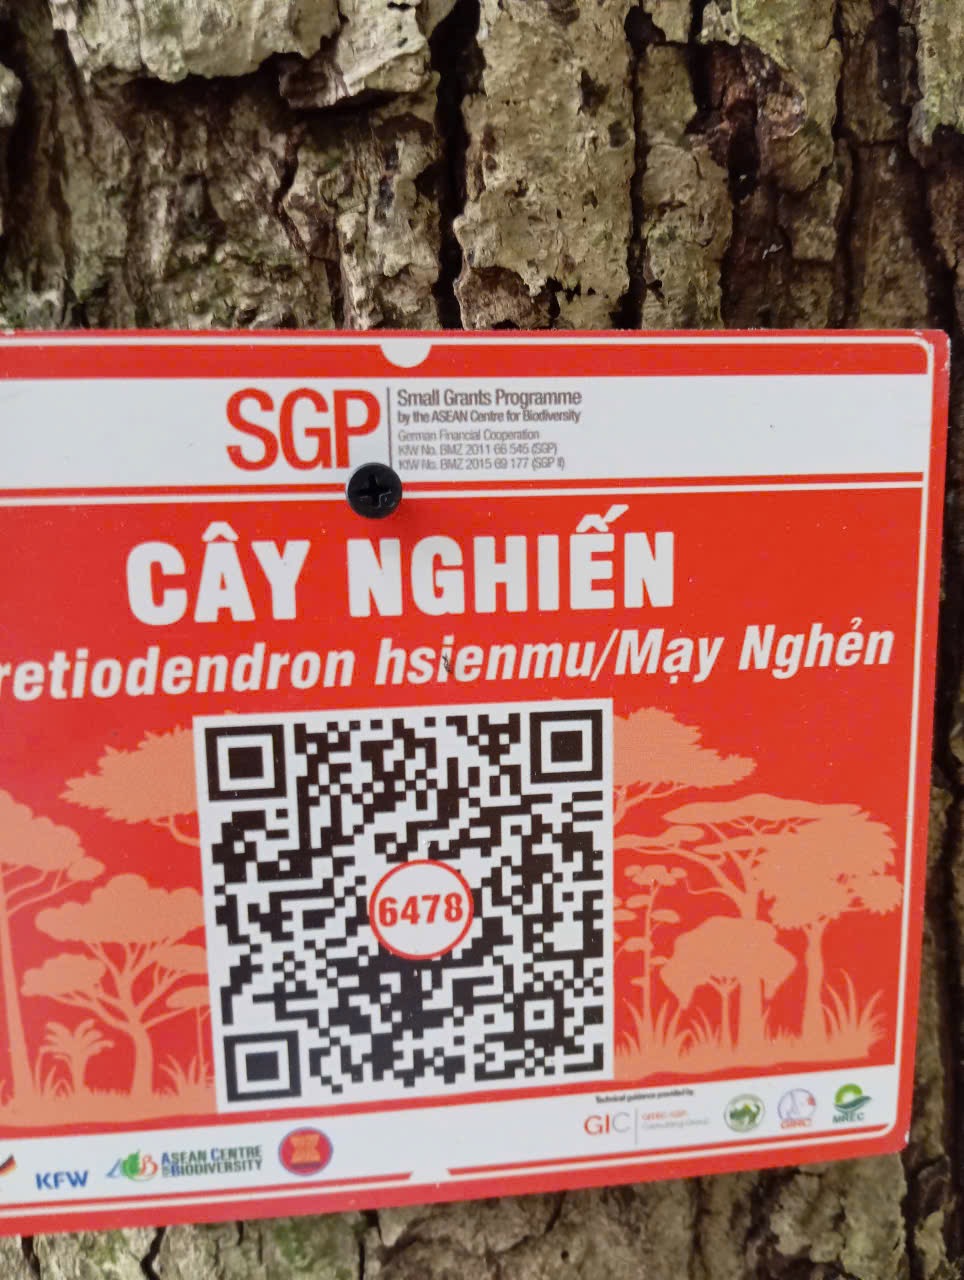 SGP
Small Grants Programme
by the ASEAN Centre for Biodiversity
German Financial Cooperation
KfW No. BMZ 2011 66 545 (SGP)
KfW No. BMZ 2015 69 177 (SGP II)
CÂY NGHIẾN
retiodendron hsienmu/Mạy Nghẻn
6478
Technical guidance provided by
KFW
ASEAN CENTRE
BIODIVERSITY
GIC
Consulting Group
MREC